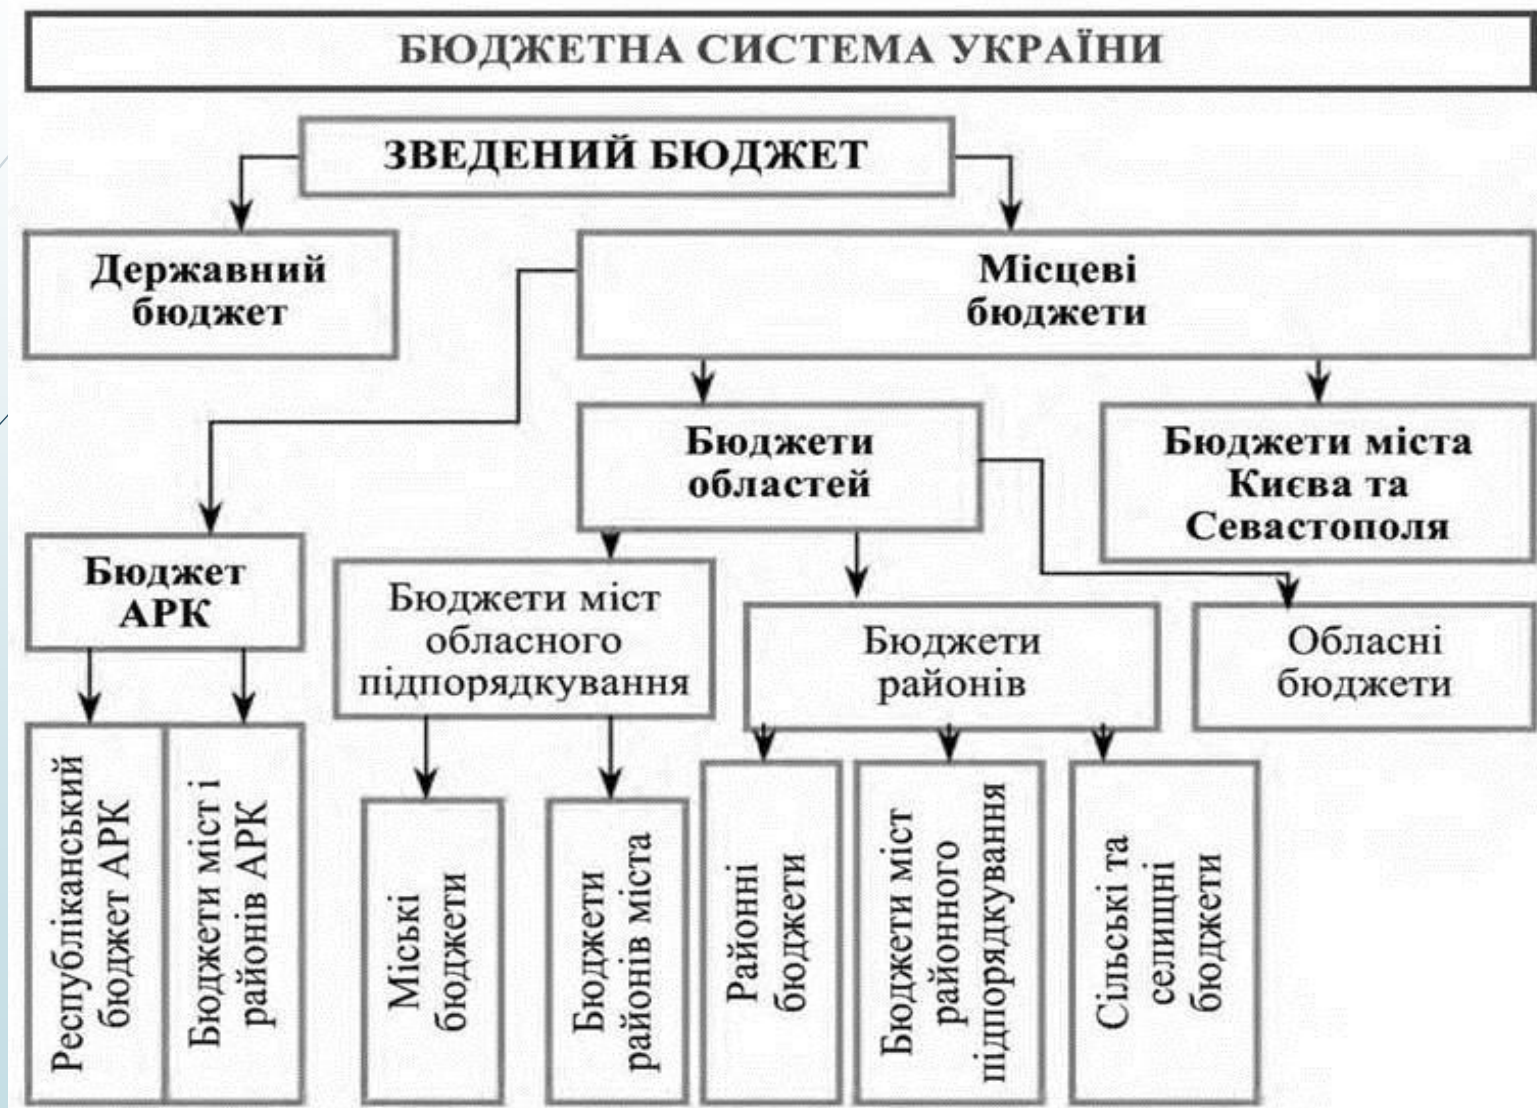 БЮДЖЕТНА СИСТЕМА УКРАЇНИ
ЗВЕДЕНИЙ БЮДЖЕТ
Державний
бюджет
Місцеві
бюджети
Бюджети
областей
Бюджети міста
Києва та
Севастополя
Бюджет
АРК
Бюджети міст
обласного
підпорядкування
Бюджети
районів
Обласні
бюджети
Республіканський
бюджет АРК
Бюджети міст і
районів АРК
Міські
бюджети
Бюджети
районів міста
Районні
бюджети
Бюджети міст
районного
підпорядкування
Сільські та
селищні
бюджети